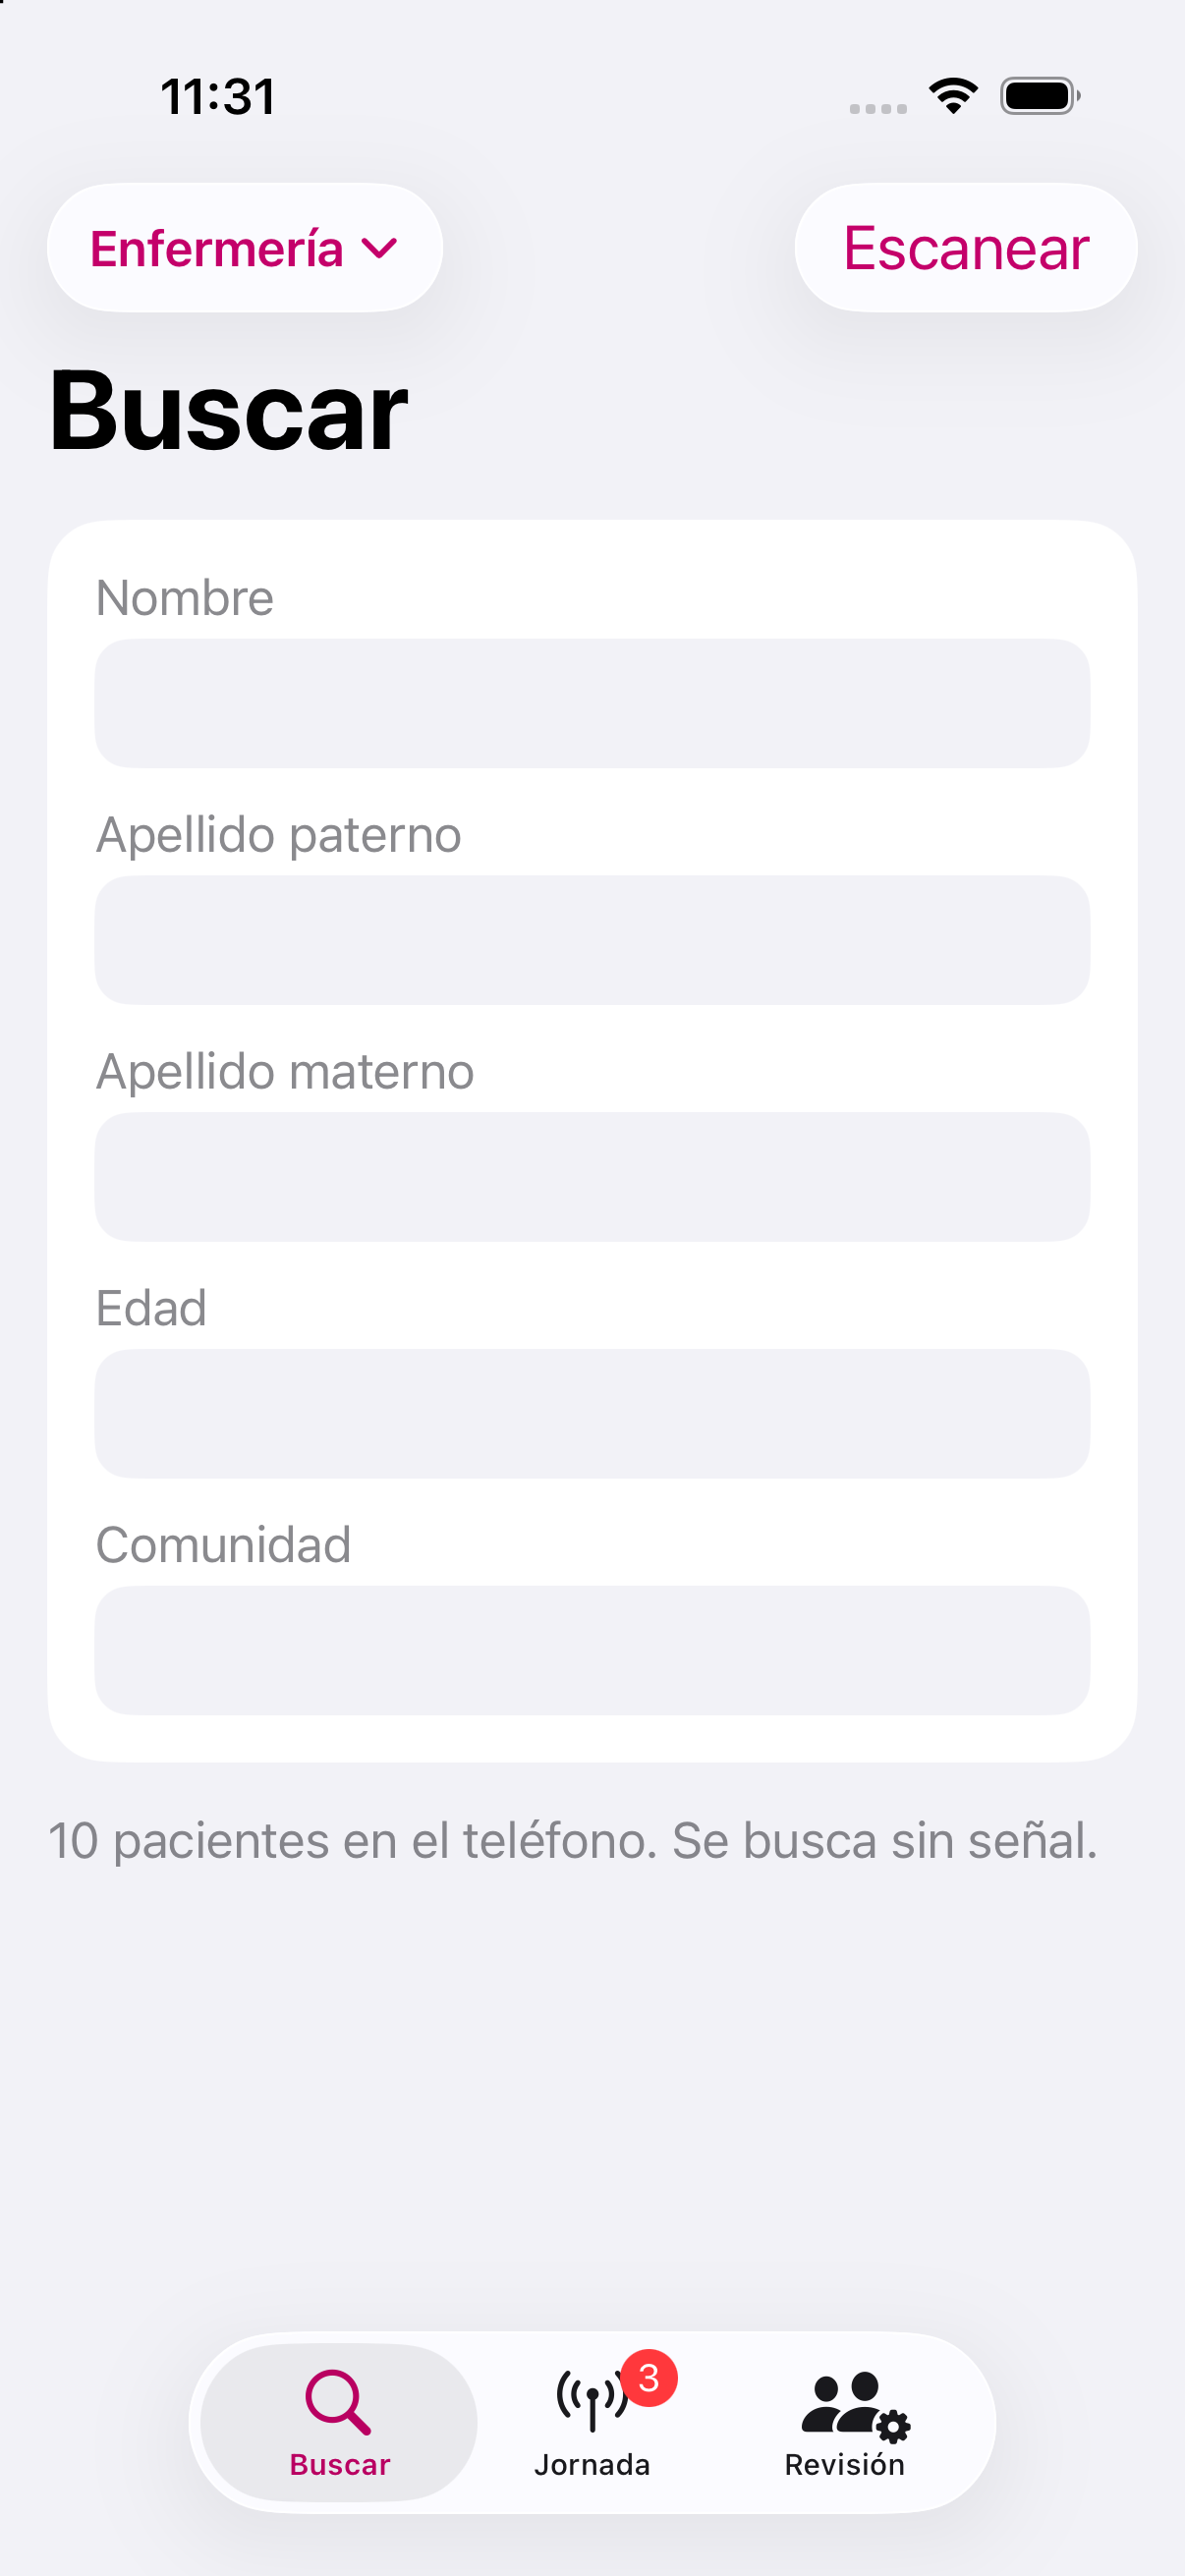 11:31
Enfermería
Escanear
Buscar
Nombre
Apellido paterno
Apellido materno
Edad
Comunidad
10 pacientes en el teléfono. Se busca sin señal.
3
Buscar
Jornada
Revisión